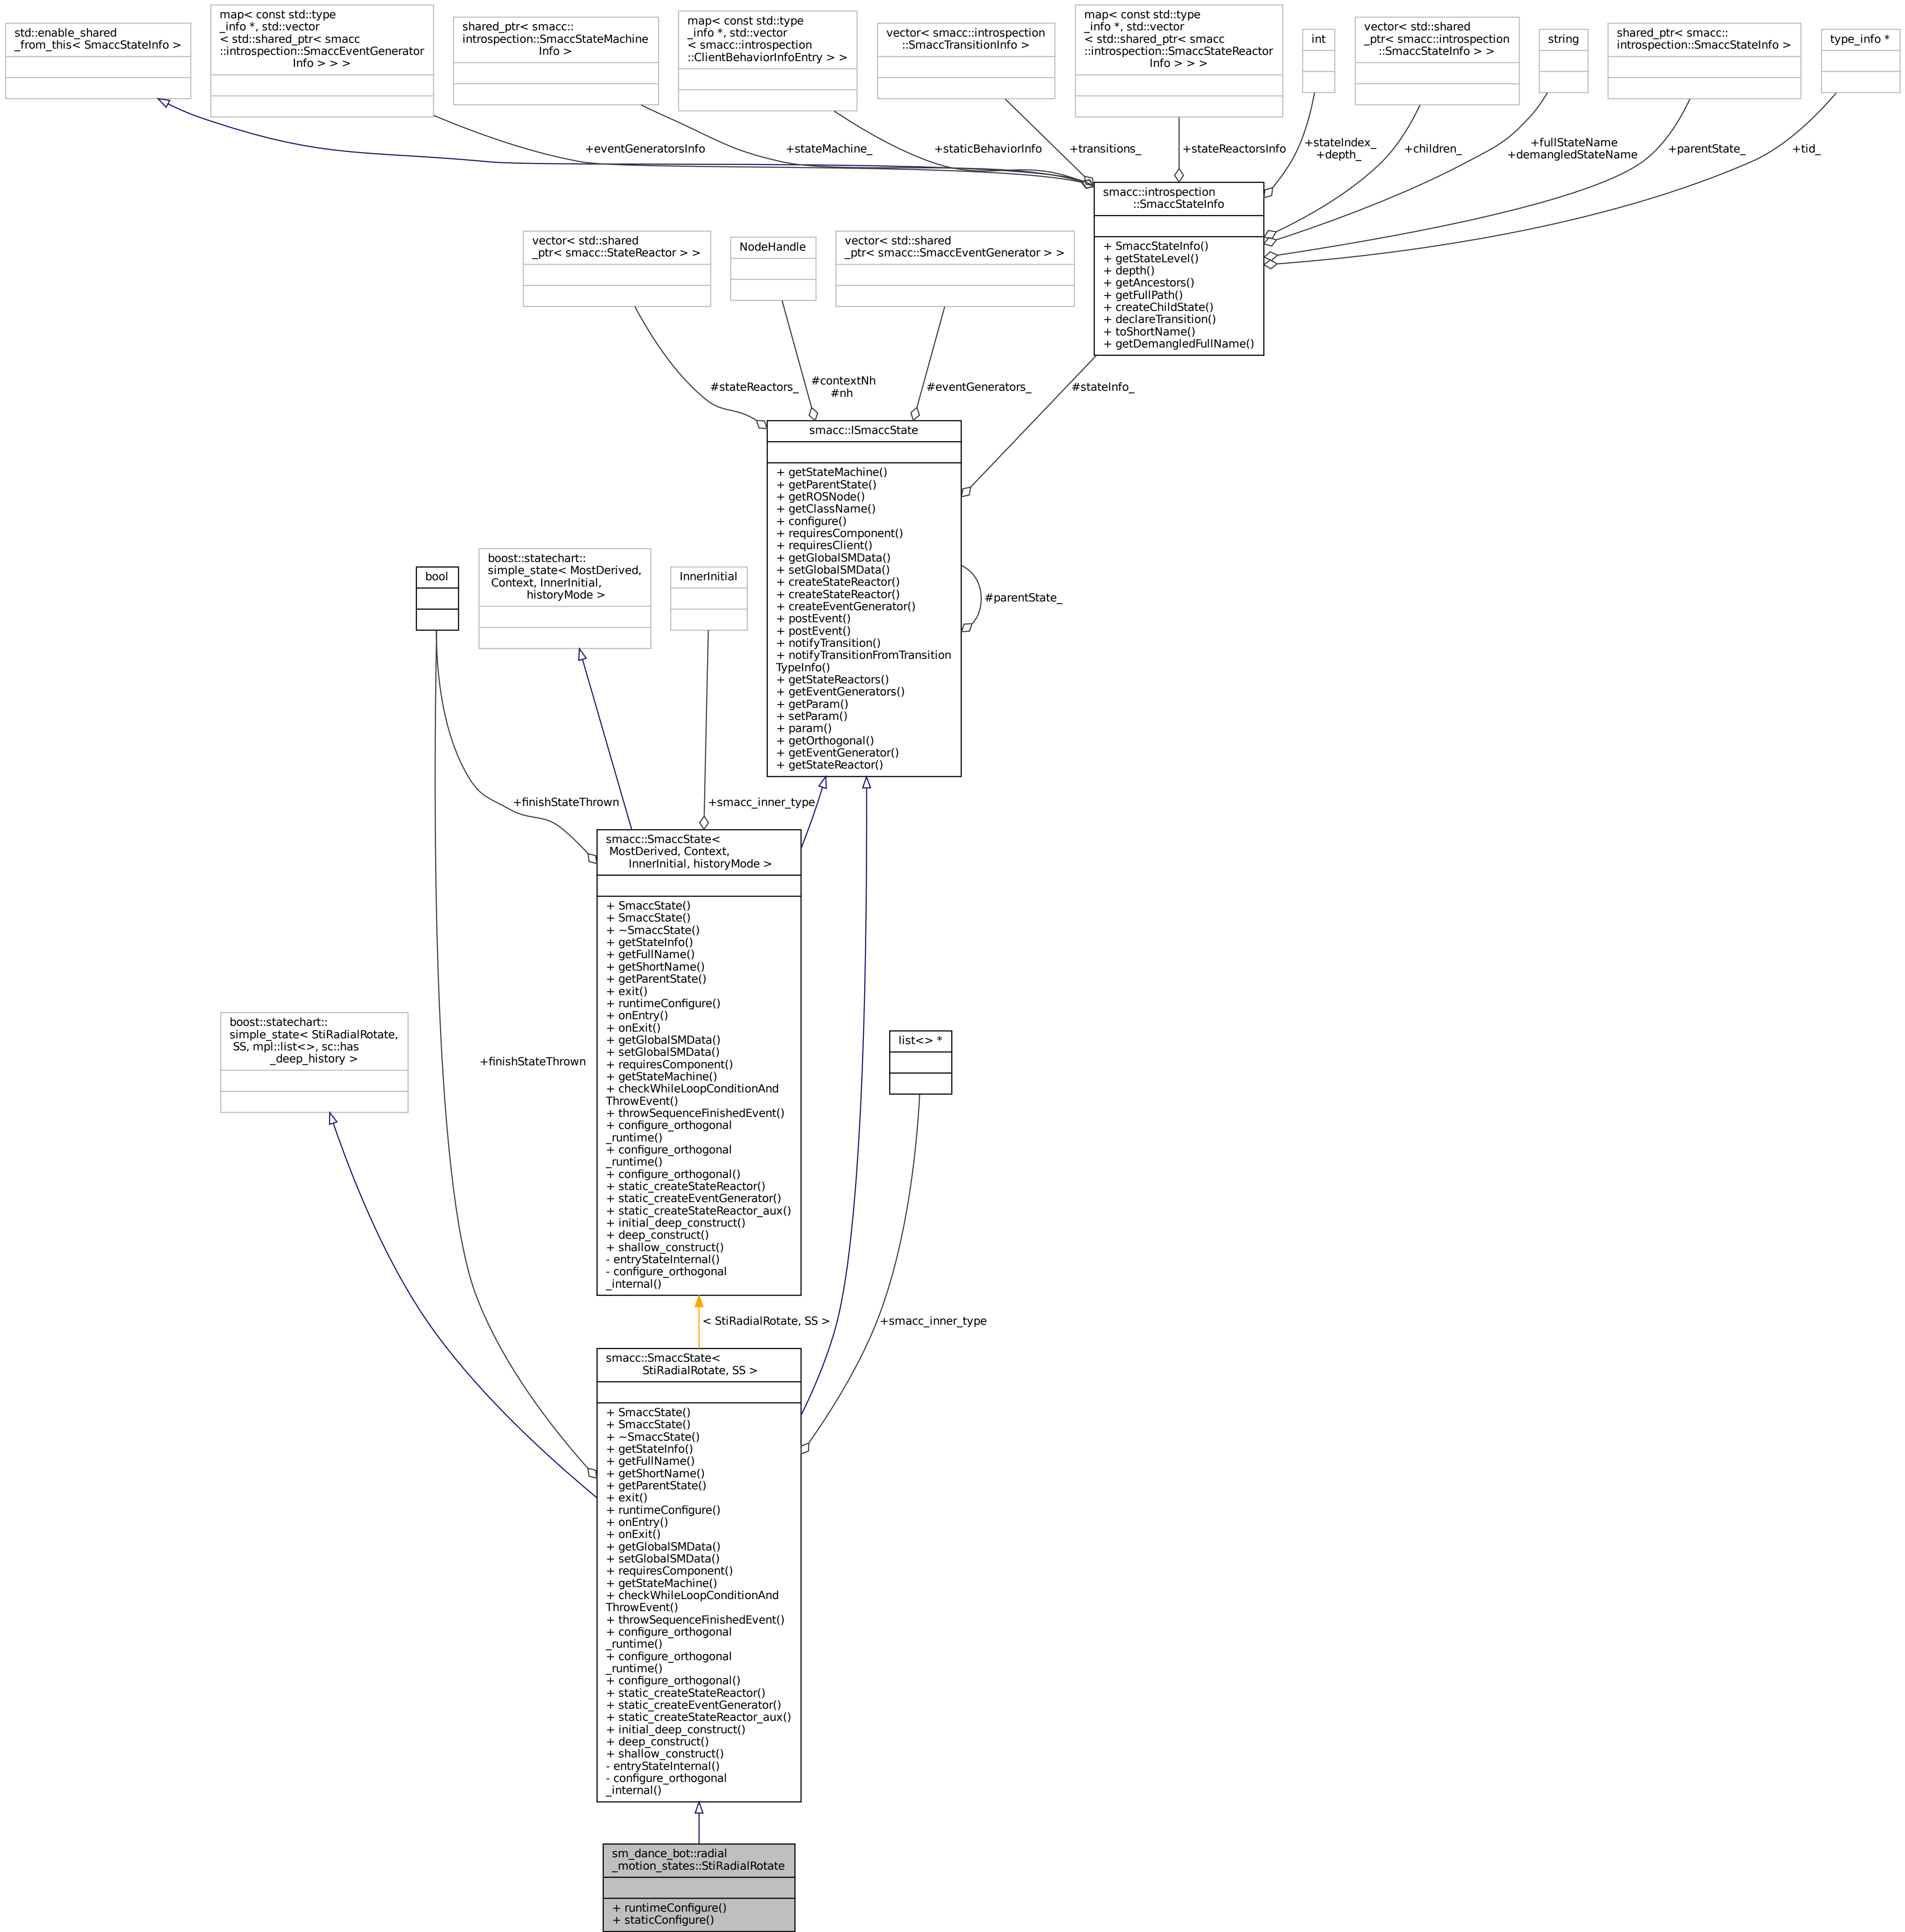 std::enable_shared
_from_this< SmaccStateInfo >
map< const std::type
_info *, std::vector
< std::shared_ptr< smacc
::introspection::SmaccEventGenerator
Info > > >
shared_ptr< smacc::
introspection::SmaccStateMachine
Info >
map< const std::type
_info *, std::vector
< smacc::introspection
::ClientBehaviorInfoEntry > >
vector< smacc::introspection
::SmaccTransitionInfo >
map< const std::type
_info *, std::vector
< std::shared_ptr< smacc
::introspection::SmaccStateReactor
Info > > >
int
vector< std::shared
_ptr< smacc::introspection
::SmaccStateInfo > >
string
shared_ptr< smacc::
introspection::SmaccStateInfo >
type_info *
+eventGeneratorsInfo
+stateMachine_
+staticBehaviorInfo
+transitions_
+stateReactorsInfo
+stateIndex_
+depth_
+children_
+fullStateName
+demangledStateName
+parentState_
+tid_
smacc::introspection
::SmaccStateInfo
+ SmaccStateInfo()
+ getStateLevel()
+ depth()
+ getAncestors()
+ getFullPath()
+ createChildState()
+ declareTransition()
+ toShortName()
+ getDemangledFullName()
vector< std::shared
_ptr< smacc::StateReactor > >
NodeHandle
vector< std::shared
_ptr< smacc::SmaccEventGenerator > >
#stateReactors_
#contextNh
#nh
#eventGenerators_
#stateInfo_
smacc::ISmaccState
+ getStateMachine()
+ getParentState()
+ getROSNode()
+ getClassName()
+ configure()
+ requiresComponent()
+ requiresClient()
+ getGlobalSMData()
+ setGlobalSMData()
+ createStateReactor()
+ createStateReactor()
+ createEventGenerator()
+ postEvent()
+ postEvent()
+ notifyTransition()
+ notifyTransitionFromTransition
TypeInfo()
+ getStateReactors()
+ getEventGenerators()
+ getParam()
+ setParam()
+ param()
+ getOrthogonal()
+ getEventGenerator()
+ getStateReactor()
#parentState_
bool
boost::statechart::
simple_state< MostDerived,
Context, InnerInitial,
historyMode >
InnerInitial
+finishStateThrown
+smacc_inner_type
smacc::SmaccState<
MostDerived, Context,
InnerInitial, historyMode >
+ SmaccState()
+ SmaccState()
+ ~SmaccState()
+ getStateInfo()
+ getFullName()
+ getShortName()
+ getParentState()
+ exit()
+ runtimeConfigure()
+ onEntry()
+ onExit()
+ getGlobalSMData()
+ setGlobalSMData()
+ requiresComponent()
+ getStateMachine()
+ checkWhileLoopConditionAnd
ThrowEvent()
+ throwSequenceFinishedEvent()
+ configure_orthogonal
_runtime()
+ configure_orthogonal
_runtime()
+ configure_orthogonal()
+ static_createStateReactor()
+ static_createEventGenerator()
+ static_createStateReactor_aux()
+ initial_deep_construct()
+ deep_construct()
+ shallow_construct()
- entryStateInternal()
- configure_orthogonal
_internal()
boost::statechart::
simple_state< StiRadialRotate,
SS, mpl::list<>, sc::has
_deep_history >
+finishStateThrown
list<> *
< StiRadialRotate, SS >
+smacc_inner_type
smacc::SmaccState<
StiRadialRotate, SS >
+ SmaccState()
+ SmaccState()
+ ~SmaccState()
+ getStateInfo()
+ getFullName()
+ getShortName()
+ getParentState()
+ exit()
+ runtimeConfigure()
+ onEntry()
+ onExit()
+ getGlobalSMData()
+ setGlobalSMData()
+ requiresComponent()
+ getStateMachine()
+ checkWhileLoopConditionAnd
ThrowEvent()
+ throwSequenceFinishedEvent()
+ configure_orthogonal
_runtime()
+ configure_orthogonal
_runtime()
+ configure_orthogonal()
+ static_createStateReactor()
+ static_createEventGenerator()
+ static_createStateReactor_aux()
+ initial_deep_construct()
+ deep_construct()
+ shallow_construct()
- entryStateInternal()
- configure_orthogonal
_internal()
sm_dance_bot::radial
_motion_states::StiRadialRotate
+ runtimeConfigure()
+ staticConfigure()